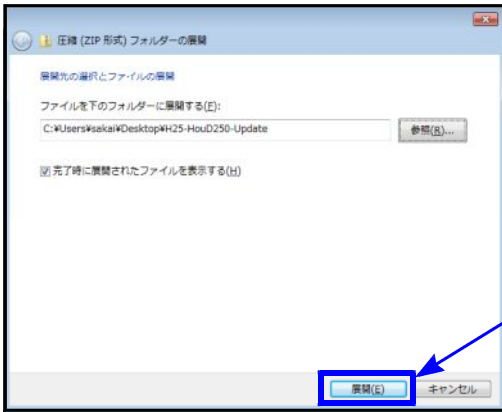 圧縮 (ZIP 形式) フォルダーの展開
展開先の選択とファイルの展開
ファイルを下のフォルダーに展開する(F):
C:¥Users¥sakai¥Desktop¥H25-HouD250-Update
参照(R)...
完了時に展開されたファイルを表示する(H)
展開(E)
キャンセル